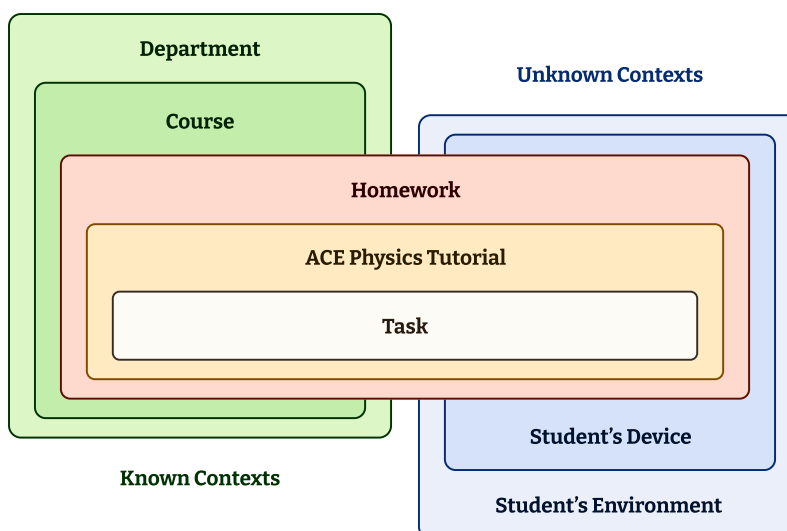 Department
Unknown Contexts
Course
Homework
ACE Physics Tutorial
Task
Student’s Device
Known Contexts
Student’s Environment